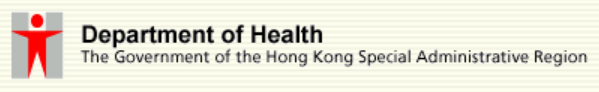 Department of Health
The Government of the Hong Kong Special Administrative Region